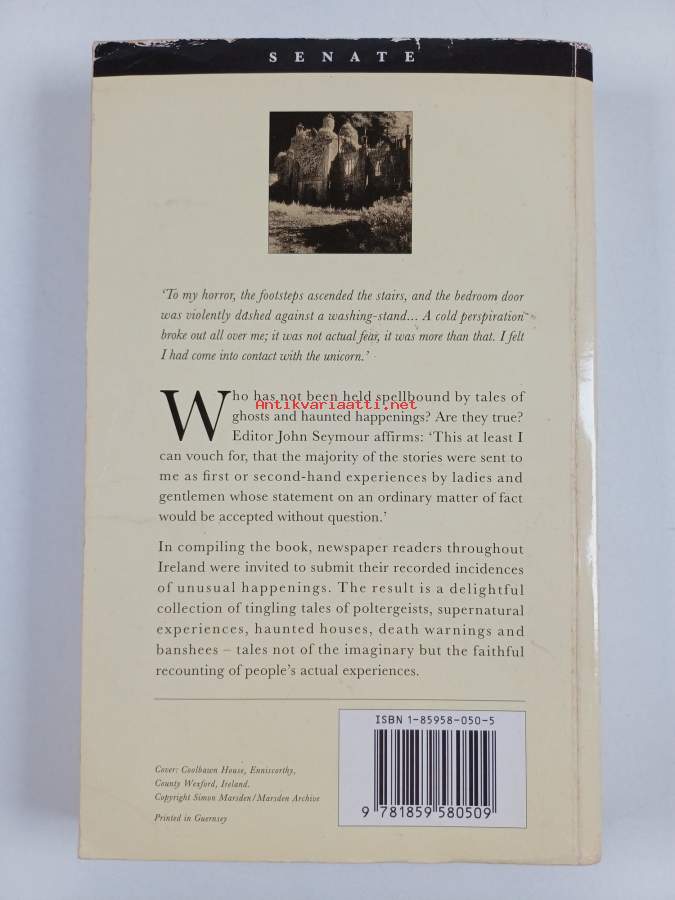 SENATE
'To my horror, the footsteps ascended the stairs, and the bedroom door
was violently dashed against a washing-stand... A cold perspiration
broke out all over me; it was not actual fear, it was more than that. I felt
I had come into contact with the unicorn.'
Who has not been held spellbound by tales of
Antikvariaatti.net
ghosts and haunted happenings? Are they true?
Editor John Seymour affirms: 'This at least I
can vouch for, that the majority of the stories were sent to
me as first or second-hand experiences by ladies and
gentlemen whose statement on an ordinary matter of fact
would be accepted without question.'
In compiling the book, newspaper readers throughout
Ireland were invited to submit their recorded incidences
of unusual happenings. The result is a delightful
collection of tingling tales of poltergeists, supernatural
experiences, haunted houses, death warnings and
banshees – tales not of the imaginary but the faithful
recounting of people's actual experiences.
Cover: Coolbawn House, Enniscorthy,
County Wexford, Ireland.
Copyright Simon Marsden/Marsden Archive
Printed in Guernsey
ISBN 1-85958-050-5
9 781859 580509